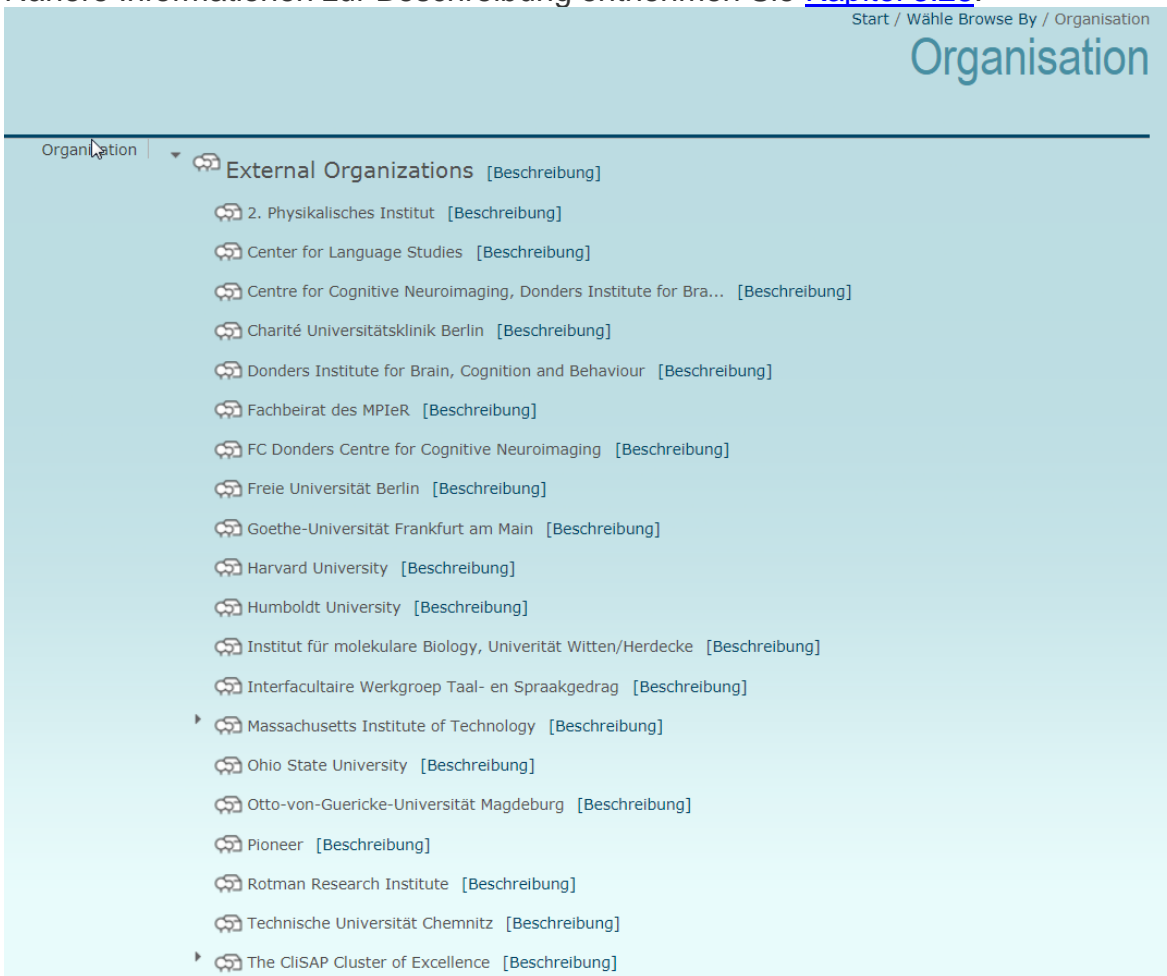 Start / Wähle Browse By / Organisation
Organisation
Organisation
External Organizations [Beschreibung]
2. Physikalisches Institut [Beschreibung]
Center for Language Studies [Beschreibung]
Centre for Cognitive Neuroimaging, Donders Institute for Bra... [Beschreibung]
Charité Universitätsklinik Berlin [Beschreibung]
Donders Institute for Brain, Cognition and Behaviour [Beschreibung]
Fachbeirat des MPIeR [Beschreibung]
FC Donders Centre for Cognitive Neuroimaging [Beschreibung]
Freie Universität Berlin [Beschreibung]
Goethe-Universität Frankfurt am Main [Beschreibung]
Harvard University [Beschreibung]
Humboldt University [Beschreibung]
Institut für molekulare Biology, Univerität Witten/Herdecke [Beschreibung]
Interfacultaire Werkgroep Taal- en Spraakgedrag [Beschreibung]
Massachusetts Institute of Technology [Beschreibung]
Ohio State University [Beschreibung]
Otto-von-Guericke-Universität Magdeburg [Beschreibung]
Pioneer [Beschreibung]
Rotman Research Institute [Beschreibung]
Technische Universität Chemnitz [Beschreibung]
The CliSAP Cluster of Excellence [Beschreibung]